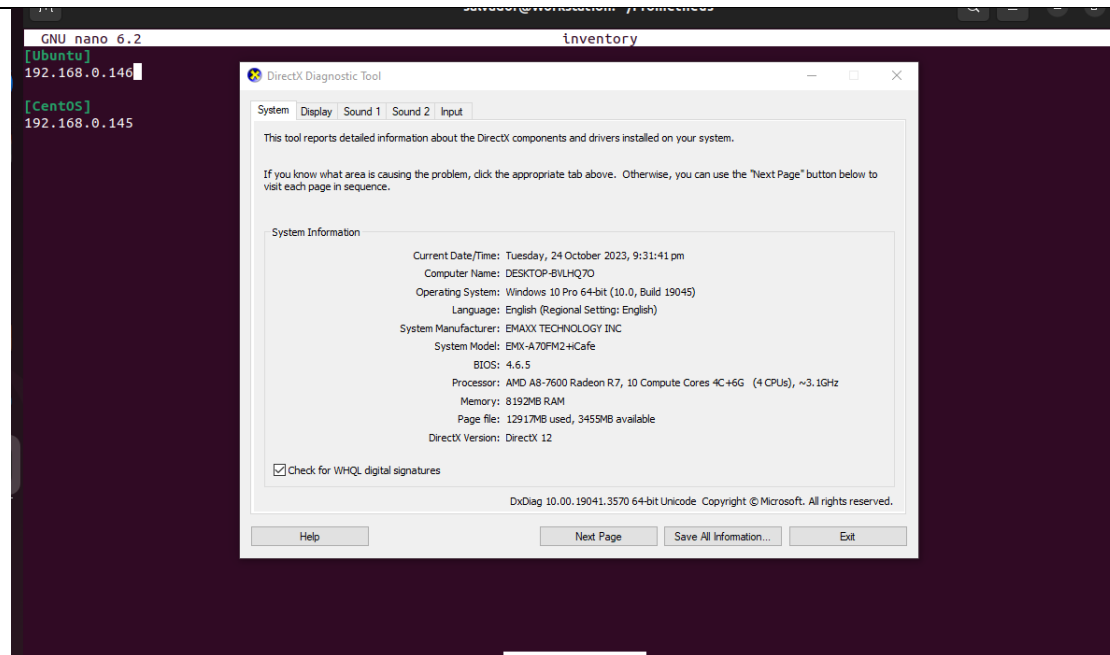 GNU nano 6.2 inventory
[Ubuntu]
192.168.0.146
[CentOS]
192.168.0.145
DirectX Diagnostic Tool
System Display Sound 1 Sound 2 Input
This tool reports detailed information about the DirectX components and drivers installed on your system.
If you know what area is causing the problem, click the appropriate tab above. Otherwise, you can use the "Next Page" button below to
visit each page in sequence.
System Information
Current Date/Time: Tuesday, 24 October 2023, 9:31:41 pm
Computer Name: DESKTOP-BVLHQ7O
Operating System: Windows 10 Pro 64-bit (10.0, Build 19045)
Language: English (Regional Setting: English)
System Manufacturer: EMAXX TECHNOLOGY INC
System Model: EMX-A70FM2+iCafe
BIOS: 4.6.5
Processor: AMD A8-7600 Radeon R7, 10 Compute Cores 4C+6G (4 CPUs), ~3.1GHz
Memory: 8192MB RAM
Page file: 12917MB used, 3455MB available
DirectX Version: DirectX 12
Check for WHQL digital signatures
DxDiag 10.00.19041.3570 64-bit Unicode Copyright © Microsoft. All rights reserved.
Help Next Page Save All Information... Exit